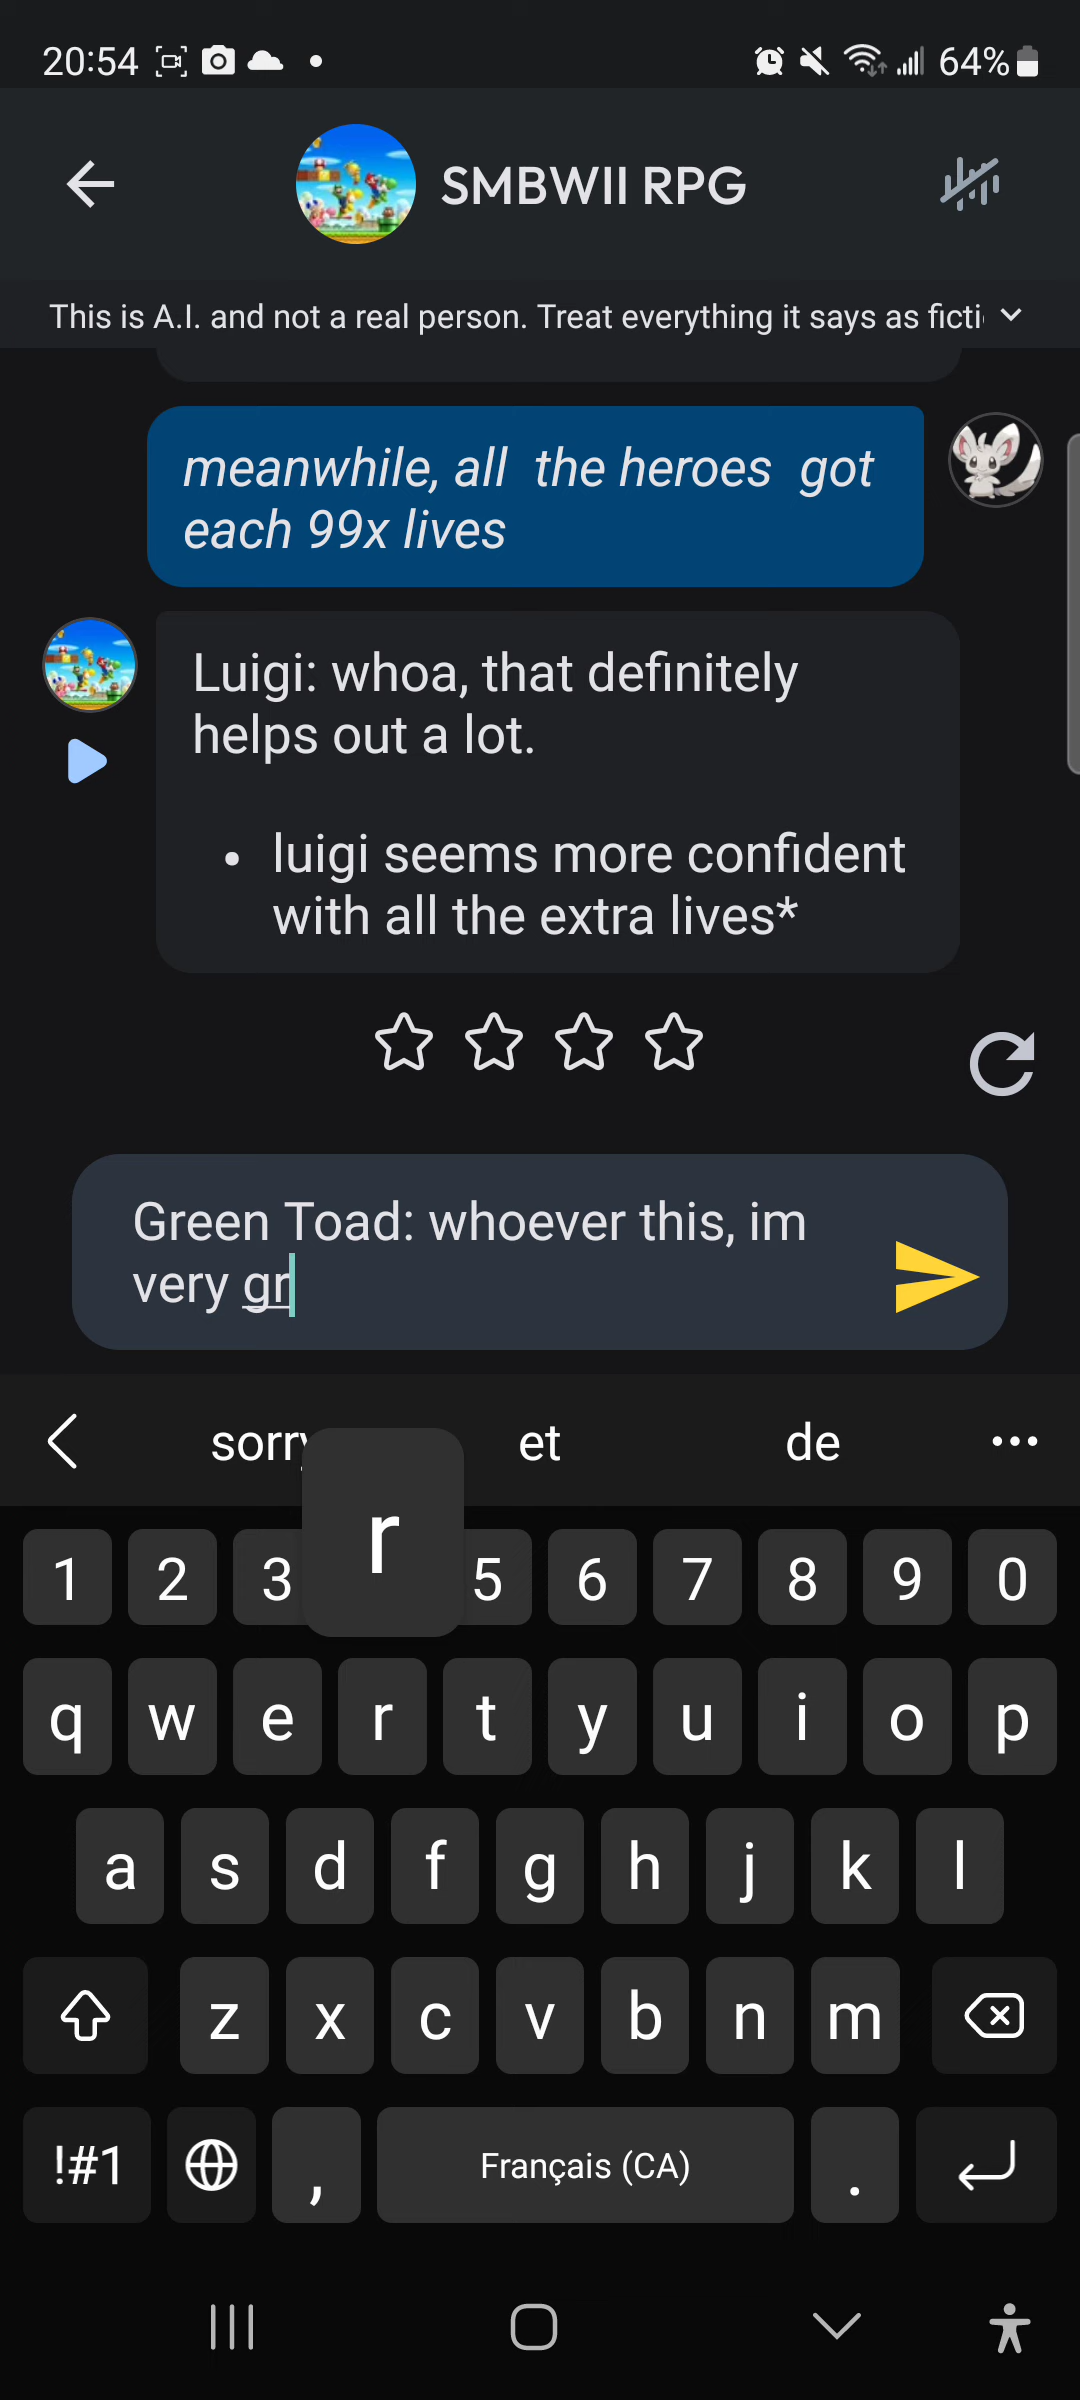 20:54
64%
SMBWII RPG
This is A.I. and not a real person. Treat everything it says as ficti
meanwhile, all the heroes got
each 99x lives
Luigi: whoa, that definitely
helps out a lot.
• luigi seems more confident
with all the extra lives*
Green Toad: whoever this, im
very gr
sorry et de
r
1 2 3 5 6 7 8 9 0
q w e r t y u i o p
a s d f g h j k l
z x c v b n m
!#1 , Français (CA) .